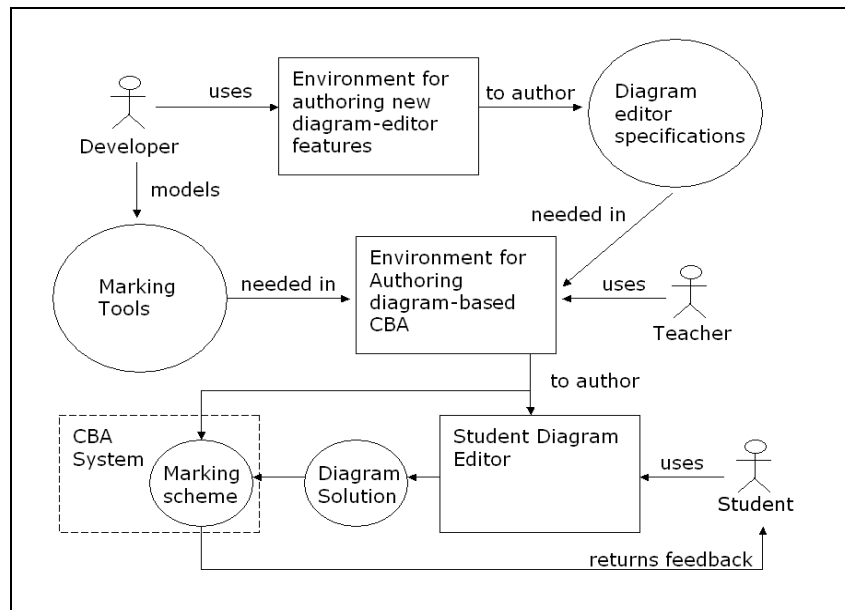 uses
Environment for
authoring new
diagram-editor
features
to author
Diagram
editor
specifications
Developer
models
needed in
Marking
Tools
needed in
Environment for
Authoring
diagram-based
CBA
uses
Teacher
to author
CBA
System
Marking
scheme
Diagram
Solution
Student Diagram
Editor
uses
Student
returns feedback